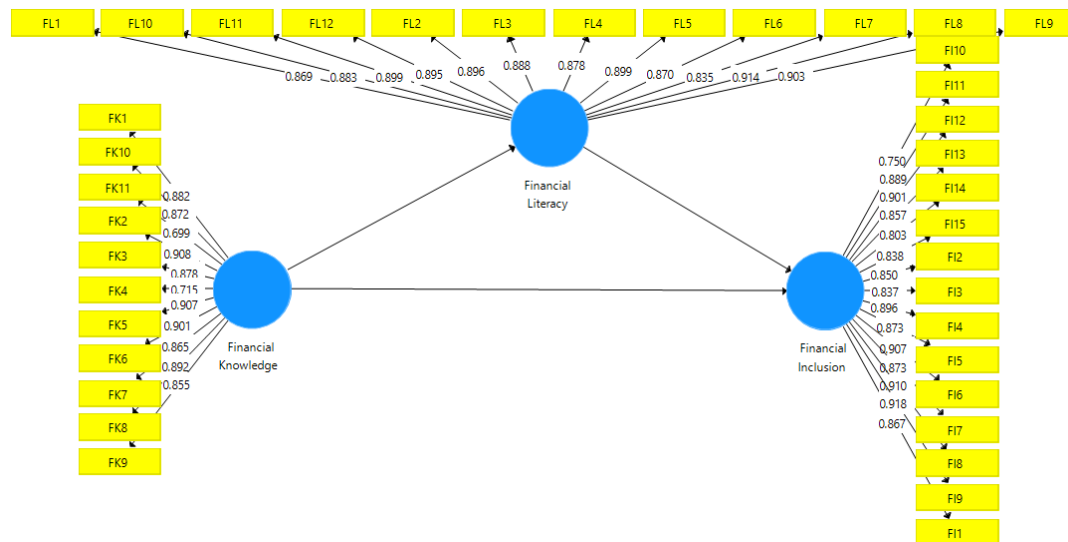 FL1 FL10 FL11 FL12 FL2 FL3 FL4 FL5 FL6 FL7 FL8 FL9
0.869 0.883 0.899 0.895 0.896 0.888 0.878 0.899 0.870 0.835 0.914 0.903
Financial
Literacy
FK1
FK10
FK11
FK2
FK3
FK4
FK5
FK6
FK7
FK8
FK9
0.882
0.872
0.699
0.908
0.878
0.715
0.907
0.901
0.865
0.892
0.855
Financial
Knowledge
Financial
Inclusion
0.750
0.889
0.901
0.857
0.803
0.838
0.850
0.837
0.896
0.873
0.907
0.873
0.910
0.918
0.867
FI10
FI11
FI12
FI13
FI14
FI15
FI2
FI3
FI4
FI5
FI6
FI7
FI8
FI9
FI1